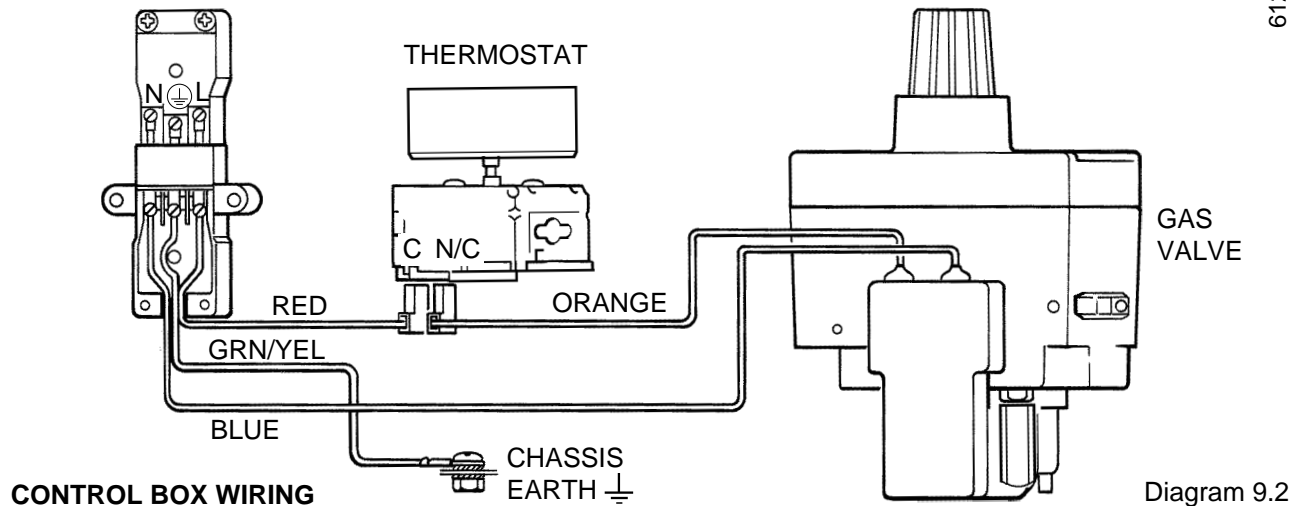 THERMOSTAT
N L
GAS
VALVE
C N/C
RED
ORANGE
GRN/YEL
BLUE
CHASSIS
EARTH
CONTROL BOX WIRING
Diagram 9.2